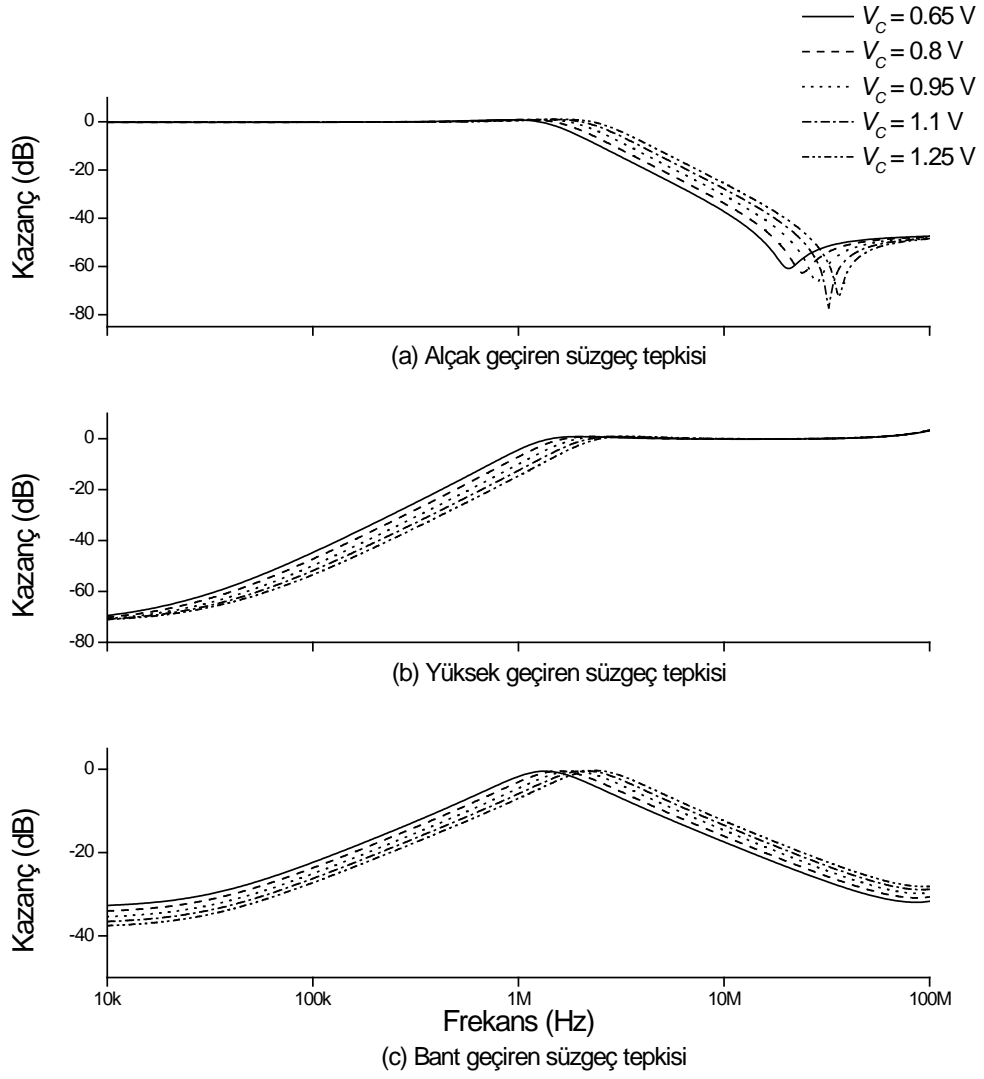 V_C = 0.65 V
V_C = 0.8 V
V_C = 0.95 V
V_C = 1.1 V
V_C = 1.25 V
Kazanç (dB)
0
-20
-40
-60
-80
(a) Alçak geçiren süzgeç tepkisi
Kazanç (dB)
0
-20
-40
-60
-80
(b) Yüksek geçiren süzgeç tepkisi
Kazanç (dB)
0
-20
-40
10k 100k 1M 10M 100M
Frekans (Hz)
(c) Bant geçiren süzgeç tepkisi